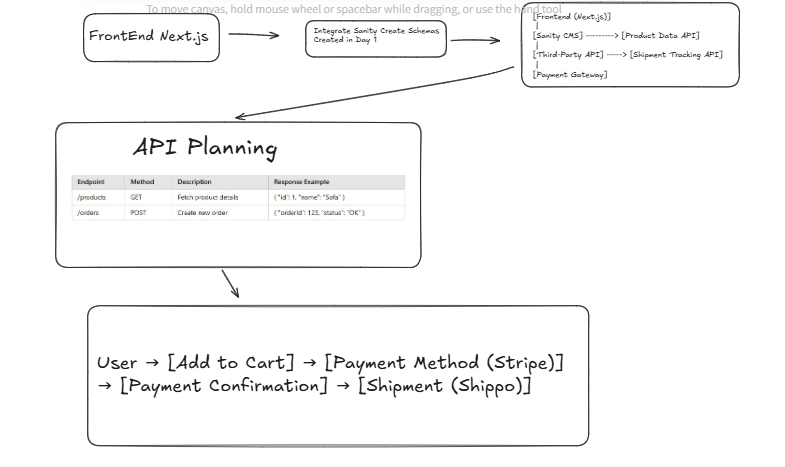 To move canvas, hold mouse wheel or spacebar while dragging, or use the hand tool
FrontEnd Next.js
Integrate Sanity Create Schemas
Created in Day 1
[Frontend (Next.js)]
|
[Sanity CMS] ---------> [Product Data API]
|
[Third-Party API] -----> [Shipment Tracking API]
|
[Payment Gateway]
API Planning
Endpoint Method Description Response Example
/products GET Fetch product details { "id": 1, "name": "Sofa" }
/orders POST Create new order { "orderId": 123, "status": "OK" }
User → [Add to Cart] → [Payment Method (Stripe)]
→ [Payment Confirmation] → [Shipment (Shippo)]